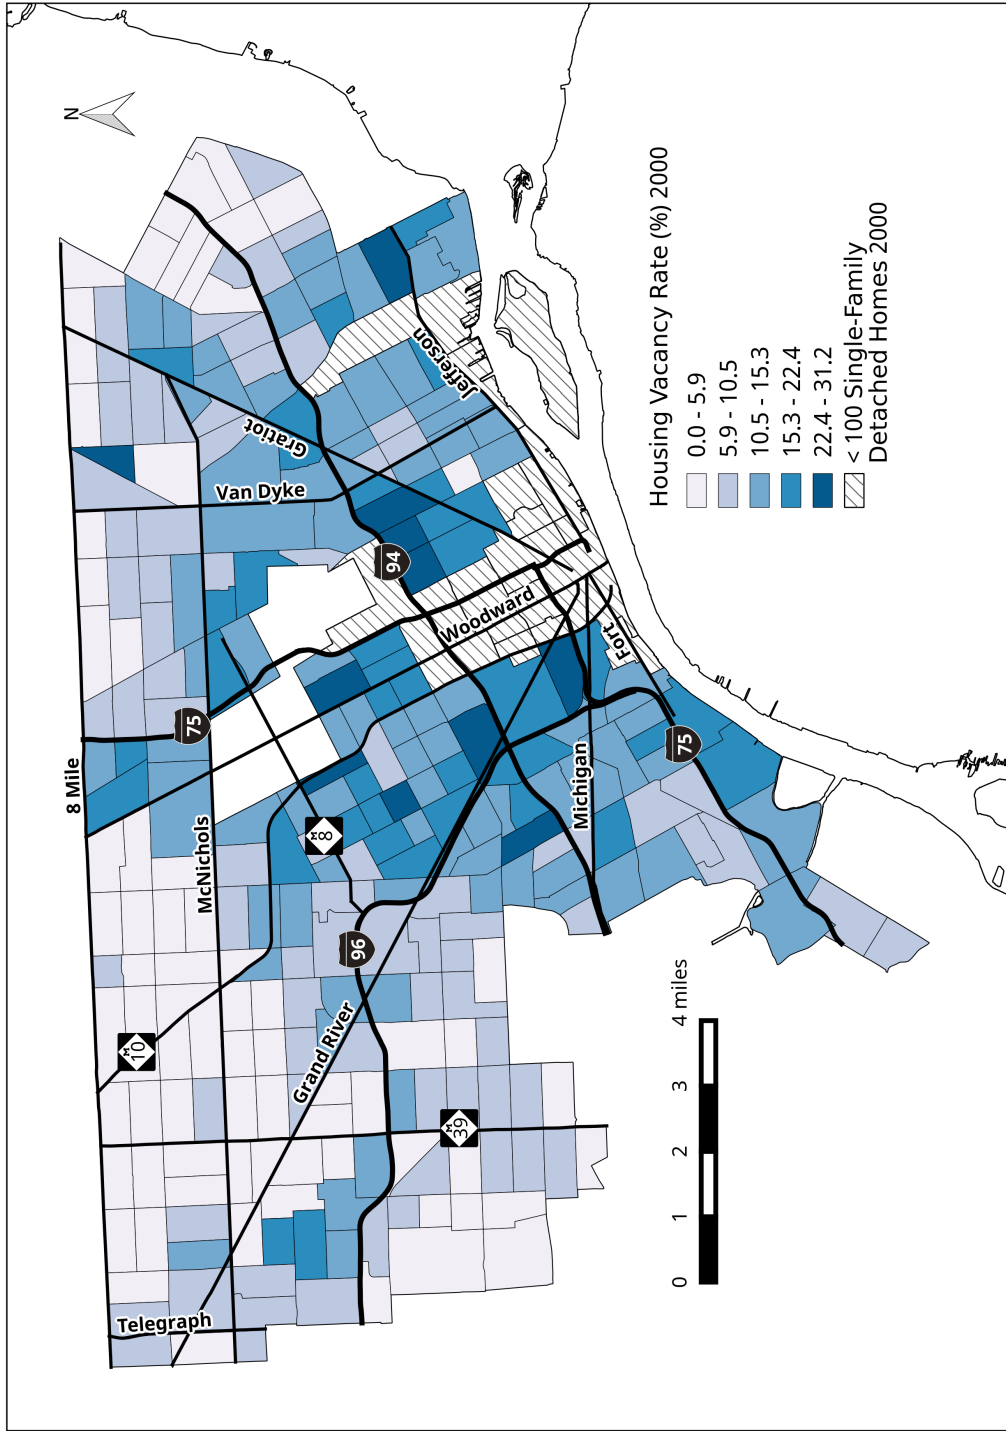 N
8 Mile
McNichols
Van Dyke
Gratiot
Jefferson
Woodward
Fort
Michigan
Grand River
Telegraph
75
94
M
8
96
M
10
M
39
75
Housing Vacancy Rate (%) 2000
0.0 - 5.9
5.9 - 10.5
10.5 - 15.3
15.3 - 22.4
22.4 - 31.2
< 100 Single-Family
Detached Homes 2000
0 1 2 3 4 miles